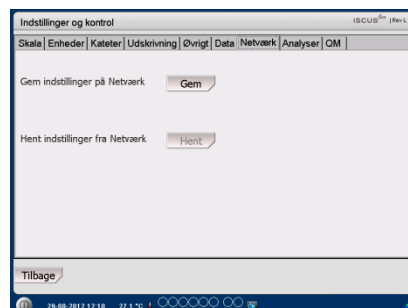 Indstillinger og kontrol
ISCUSflex |Rev L
Skala Enheder Kateter Udskrivning Øvrigt Data Netværk Analyser QM
Gem indstillinger på Netværk Gem
Hent indstillinger fra Netværk Hent
Tilbage
29-08-2012 12:18 27.1 °C